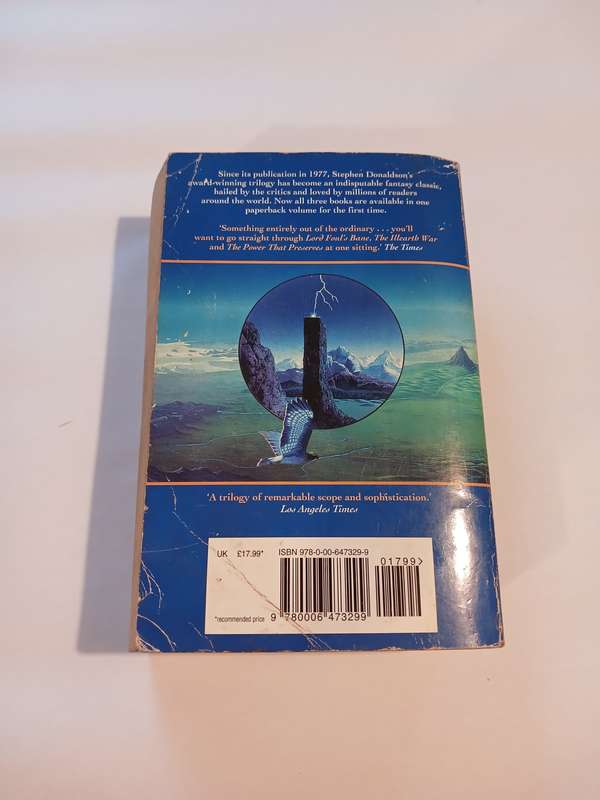 Since its publication in 1977, Stephen Donaldson's
award-winning trilogy has become an indisputable fantasy classic,
hailed by the critics and loved by millions of readers
around the world. Now all three books are available in one
paperback volume for the first time.
'Something entirely out of the ordinary . . . you'll
want to go straight through Lord Foul's Bane, The Illearth War
and The Power That Preserves at one sitting.' The Times
'A trilogy of remarkable scope and sophistication.'
Los Angeles Times
UK £17.99*
ISBN 978-0-00-647329-9
01799>
*recommended price
9 780006 473299